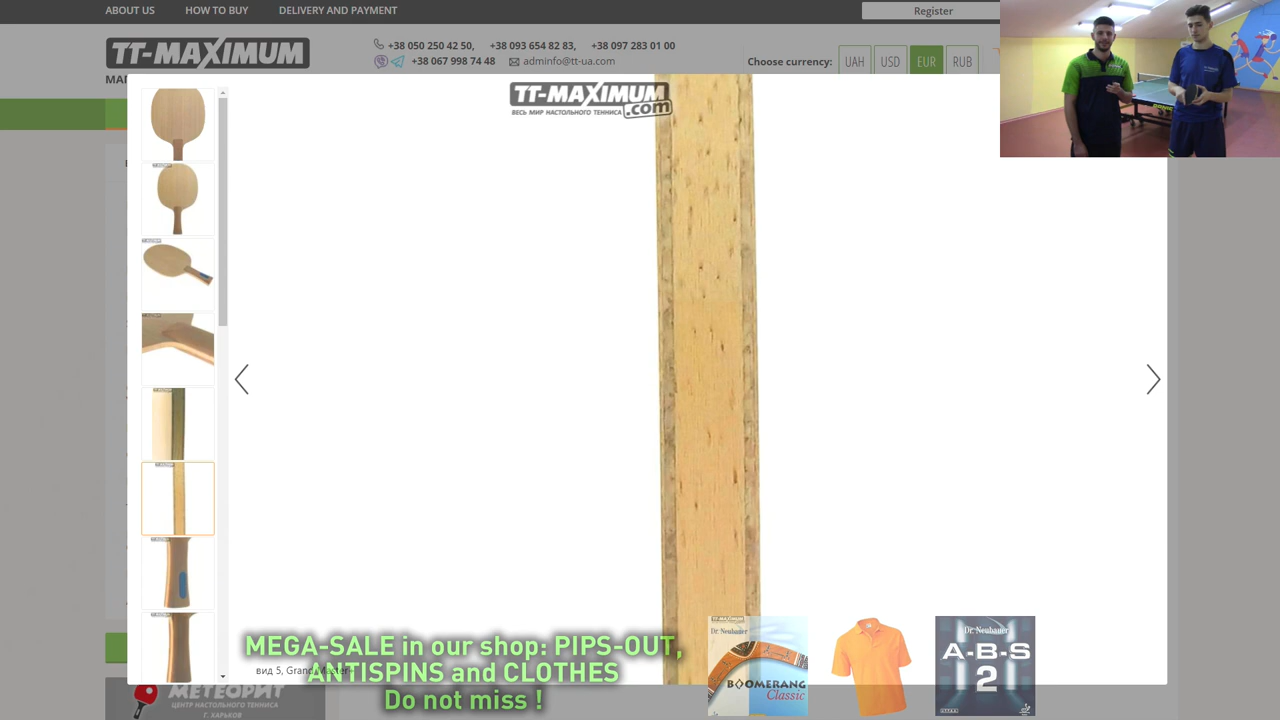 ABOUT US
HOW TO BUY
DELIVERY AND PAYMENT
Register
TT-MAXIMUM
+38 050 250 42 50, +38 093 654 82 83, +38 097 283 01 00
+38 067 998 74 48 adminfo@tt-ua.com
Choose currency: UAH USD EUR RUB
TT-MAXIMUM
.com
ВЕСЬ МИР НАСТОЛЬНОГО ТЕННИСА
MEGA-SALE in our shop: PIPS-OUT,
ANTISPINS and CLOTHES
Do not miss !
вид 5, Grand Master
МЕТЕОРИТ
ЦЕНТР НАСТОЛЬНОГО ТЕННИСА
Г. ХАРЬКОВ
Dr. Neubauer
BOOMERANG
Classic
Dr. Neubauer
A-B-S
2